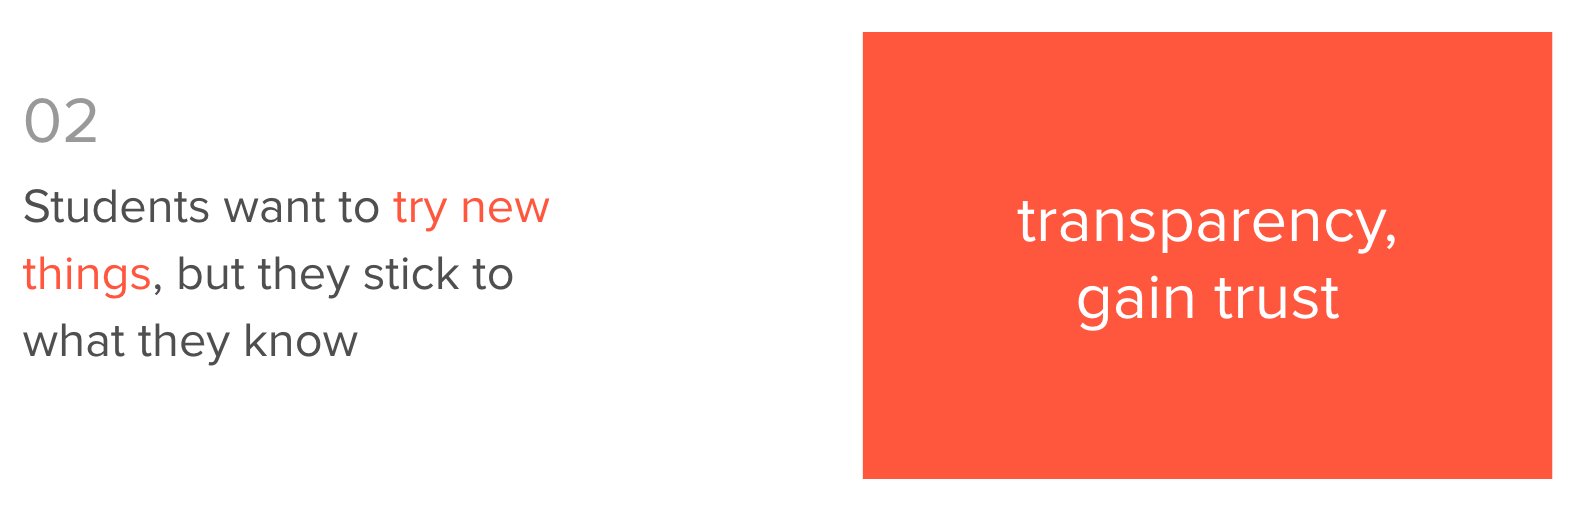 02
Students want to try new
things, but they stick to
what they know
transparency,
gain trust